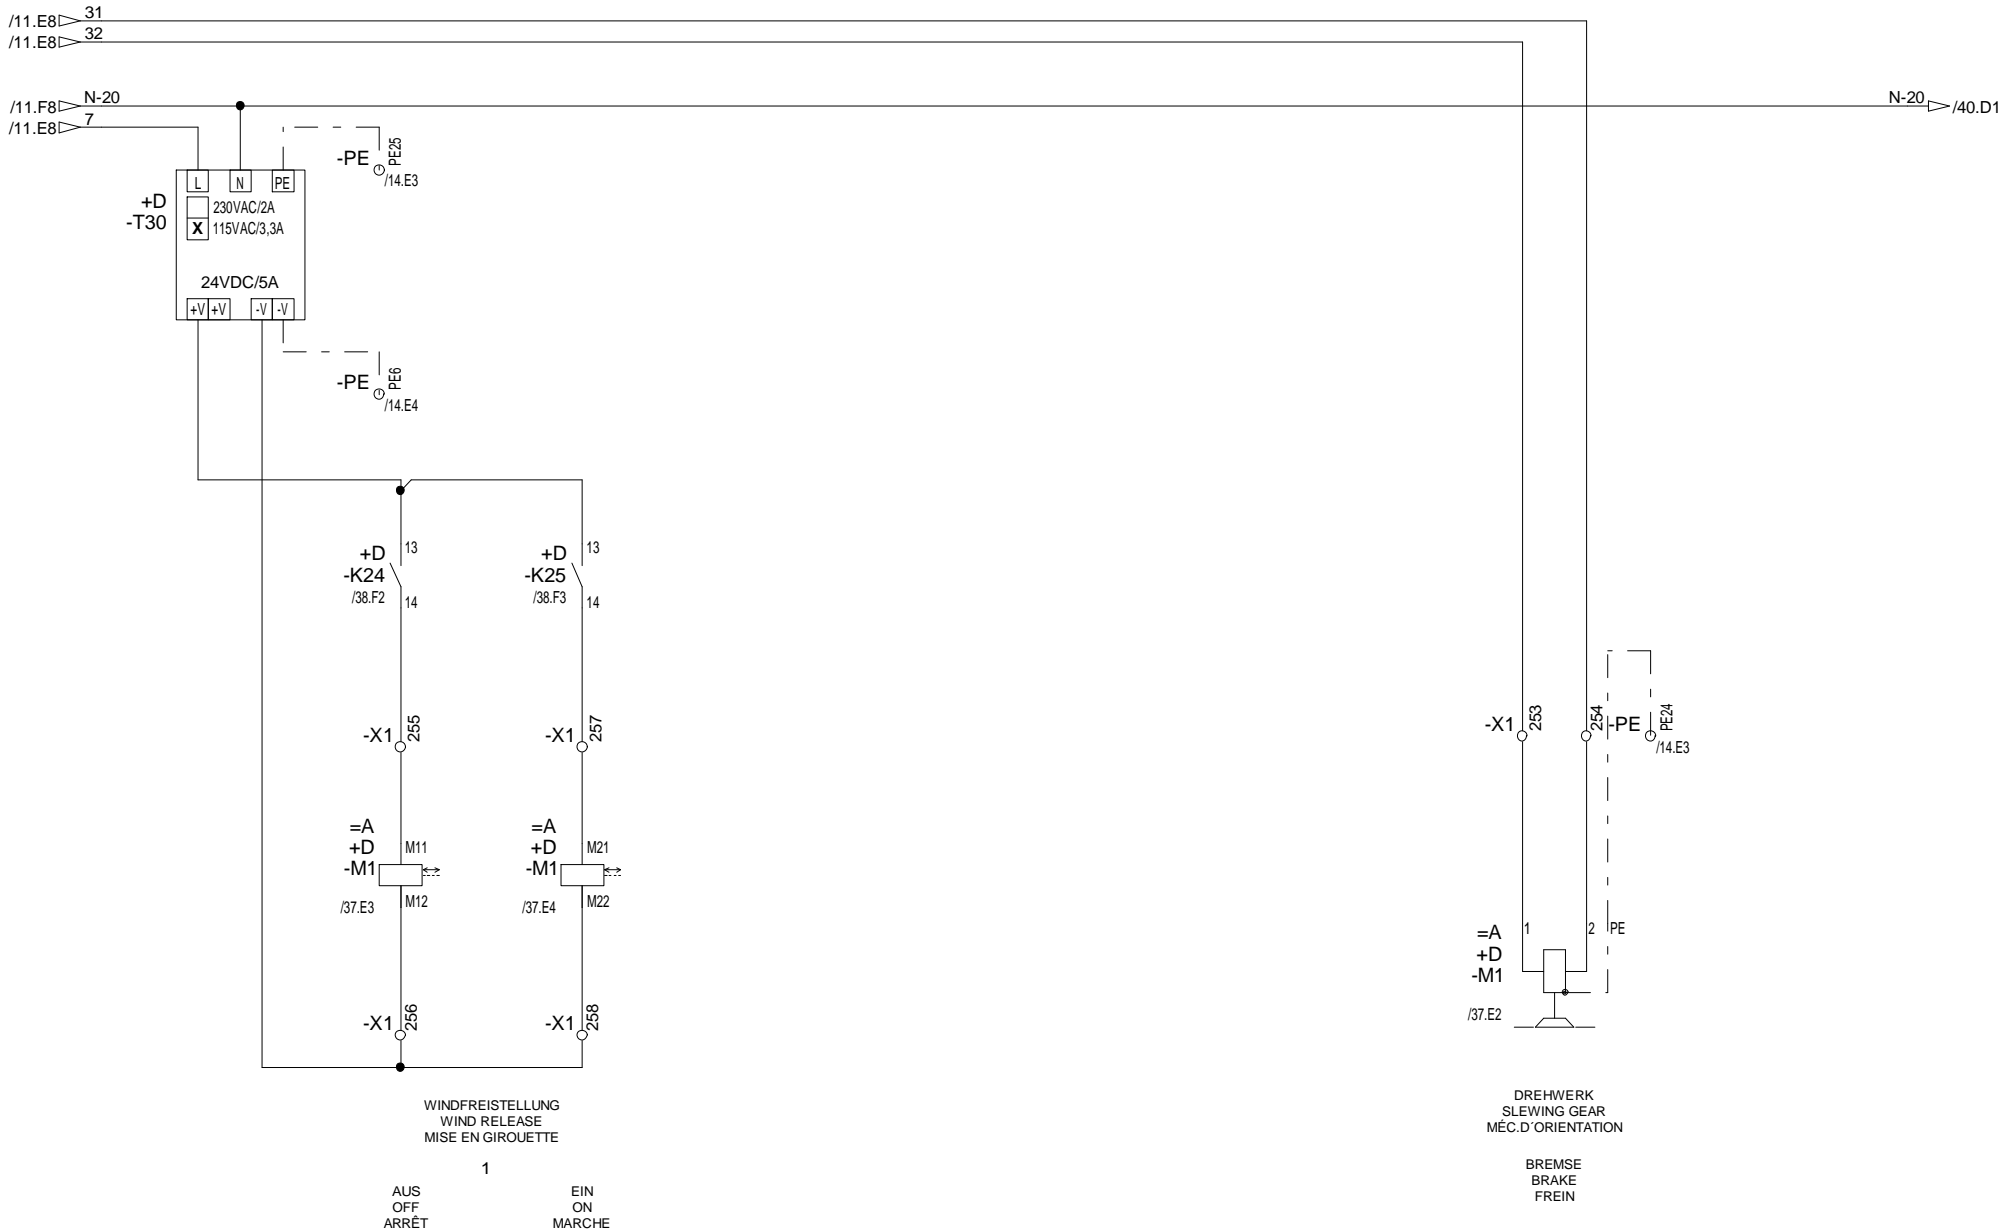 /11.E8 31
/11.E8 32
/11.F8 N-20
N-20 /40.D1
/11.E8 7
-PE PE25
/14.E3
L N PE
+D
-T30
230VAC/2A
X 115VAC/3,3A
24VDC/5A
+V +V -V -V
-PE PE6
/14.E4
+D 13
-K24
/38.F2 14
+D 13
-K25
/38.F3 14
-X1 255
-X1 257
-X1 253
254 -PE PE24
/14.E3
=A
+D M11
-M1
/37.E3 M12
=A
+D M21
-M1
/37.E4 M22
=A 1 2 PE
+D
-M1
/37.E2
-X1 256
-X1 258
WINDFREISTELLUNG
WIND RELEASE
MISE EN GIROUETTE
1
AUS
OFF
ARRÊT
EIN
ON
MARCHE
DREHWERK
SLEWING GEAR
MÉC.D´ORIENTATION
BREMSE
BRAKE
FREIN